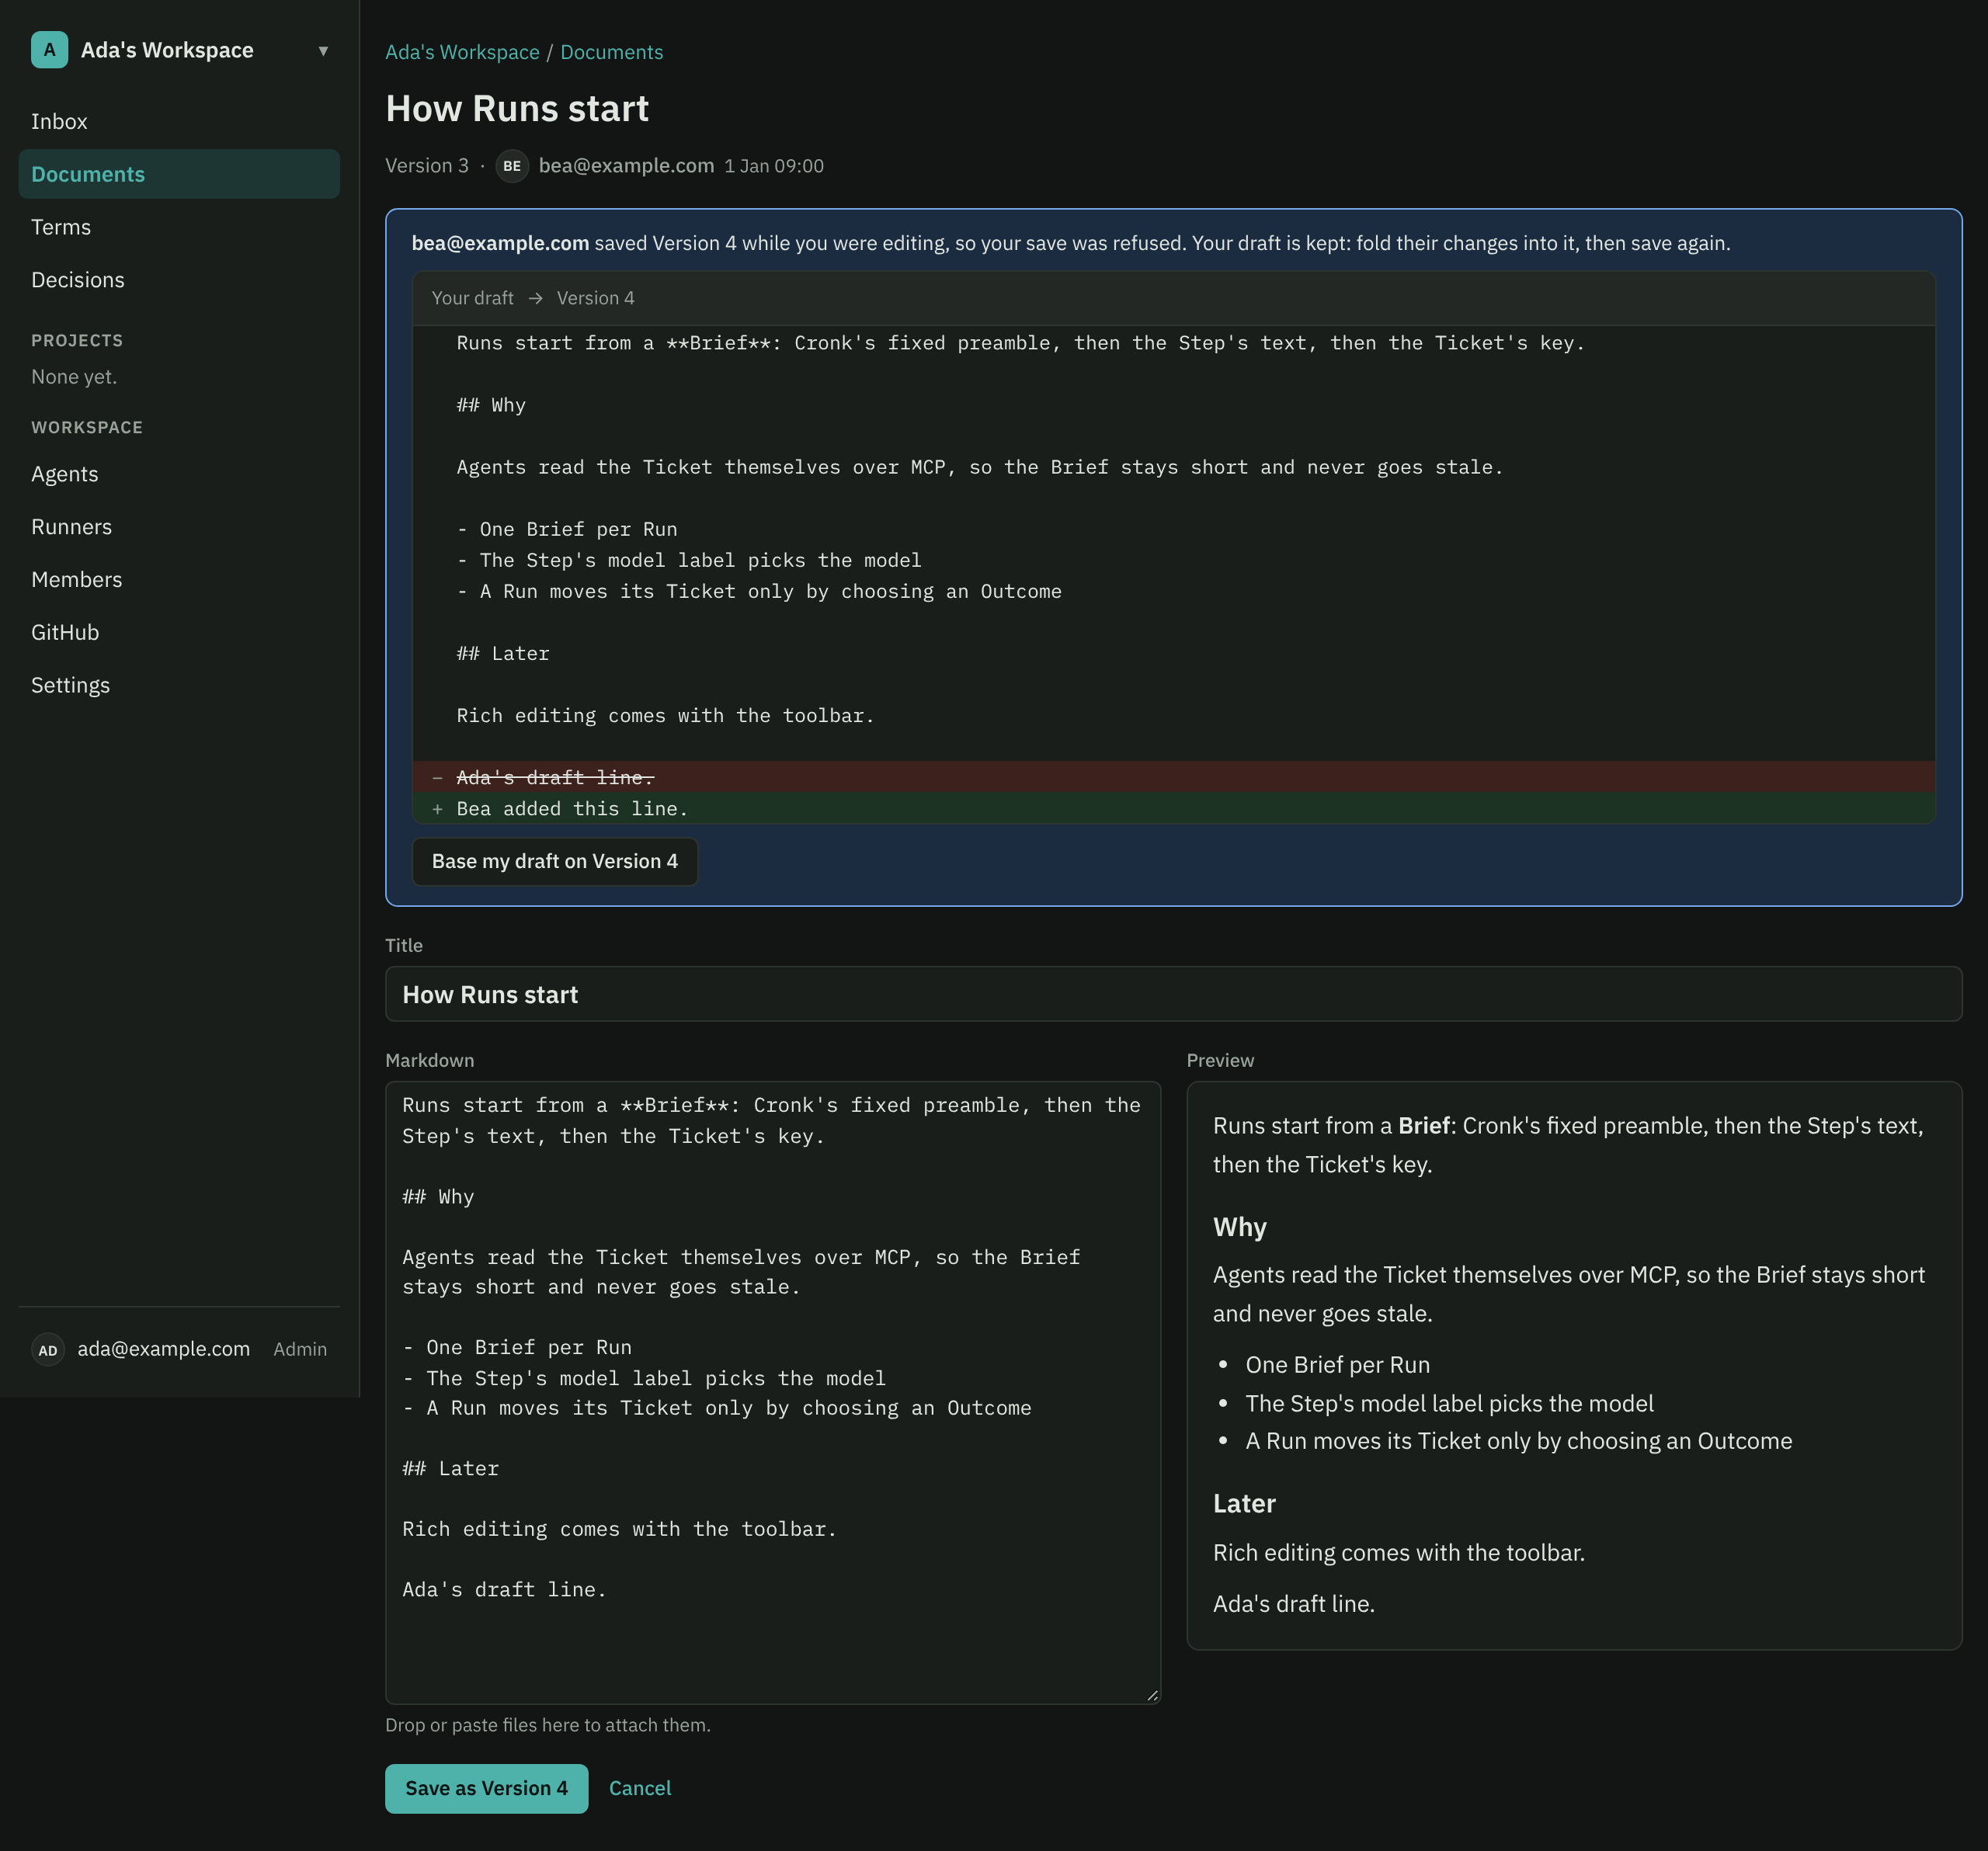 A Ada's Workspace ▼
Inbox
Documents
Terms
Decisions
PROJECTS
None yet.
WORKSPACE
Agents
Runners
Members
GitHub
Settings
AD ada@example.com Admin
Ada's Workspace / Documents
How Runs start
Version 3 · BE bea@example.com 1 Jan 09:00
bea@example.com saved Version 4 while you were editing, so your save was refused. Your draft is kept: fold their changes into it, then save again.
Your draft → Version 4
Runs start from a **Brief**: Cronk's fixed preamble, then the Step's text, then the Ticket's key.
## Why
Agents read the Ticket themselves over MCP, so the Brief stays short and never goes stale.
- One Brief per Run
- The Step's model label picks the model
- A Run moves its Ticket only by choosing an Outcome
## Later
Rich editing comes with the toolbar.
− Ada's draft line.
+ Bea added this line.
Base my draft on Version 4
Title
How Runs start
Markdown
Runs start from a **Brief**: Cronk's fixed preamble, then the
Step's text, then the Ticket's key.
## Why
Agents read the Ticket themselves over MCP, so the Brief
stays short and never goes stale.
- One Brief per Run
- The Step's model label picks the model
- A Run moves its Ticket only by choosing an Outcome
## Later
Rich editing comes with the toolbar.
Ada's draft line.
Drop or paste files here to attach them.
Preview
Runs start from a Brief: Cronk's fixed preamble, then the Step's text,
then the Ticket's key.
Why
Agents read the Ticket themselves over MCP, so the Brief stays short
and never goes stale.
• One Brief per Run
• The Step's model label picks the model
• A Run moves its Ticket only by choosing an Outcome
Later
Rich editing comes with the toolbar.
Ada's draft line.
Save as Version 4 Cancel